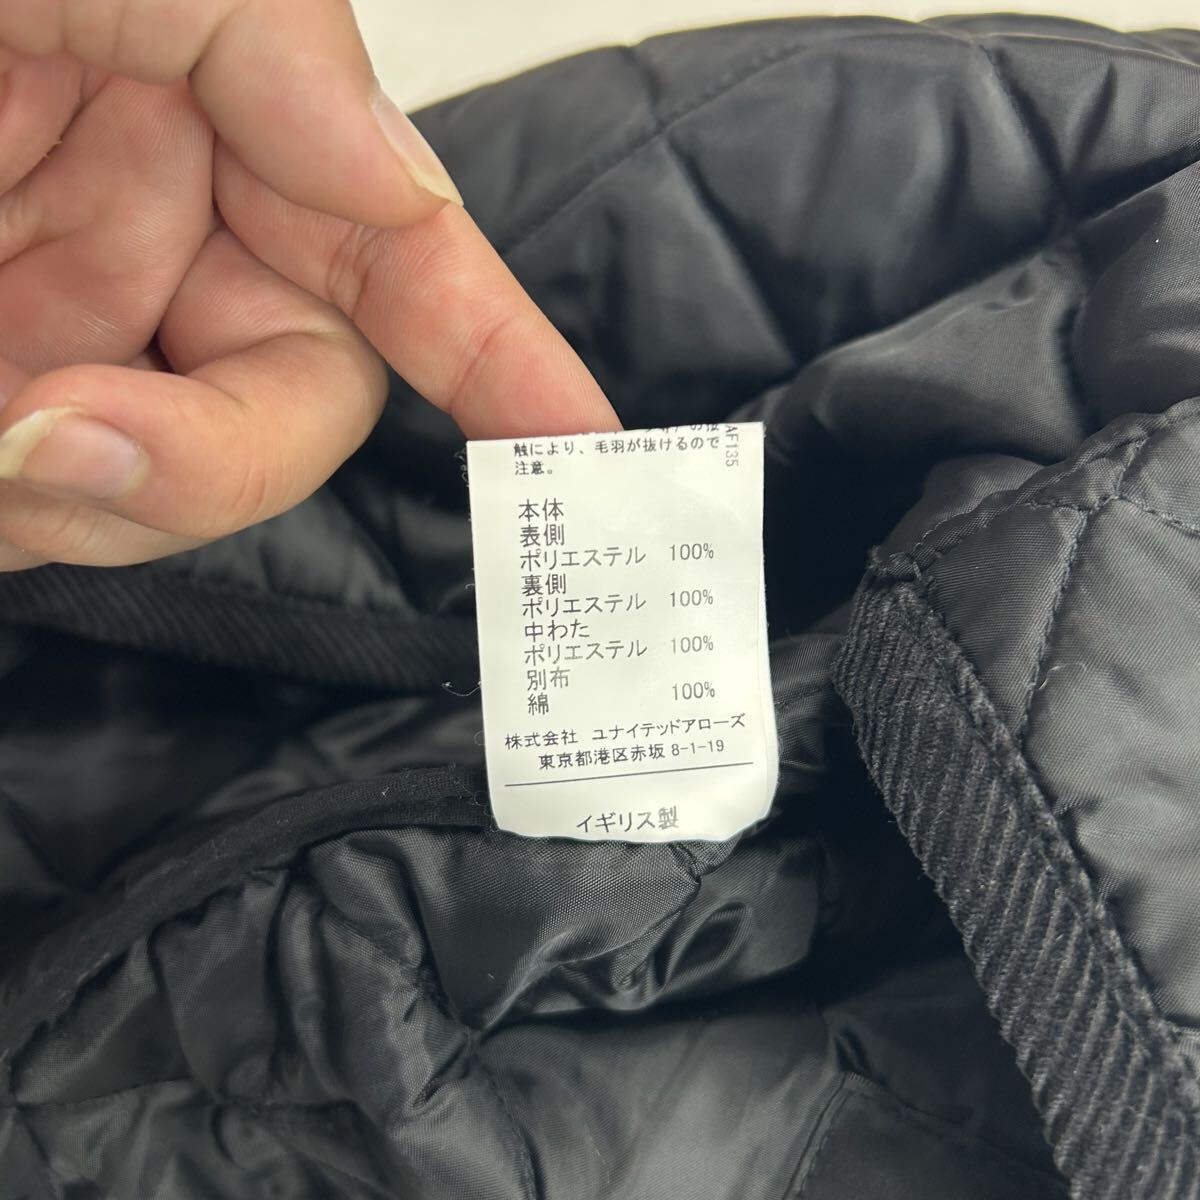 触により、毛羽が抜けるので
注意。
本体
表側
ポリエステル 100%
裏側
ポリエステル 100%
中わた
ポリエステル 100%
別布
綿 100%
株式会社 ユナイテッドアローズ
東京都港区赤坂 8-1-19
イギリス製
AF135